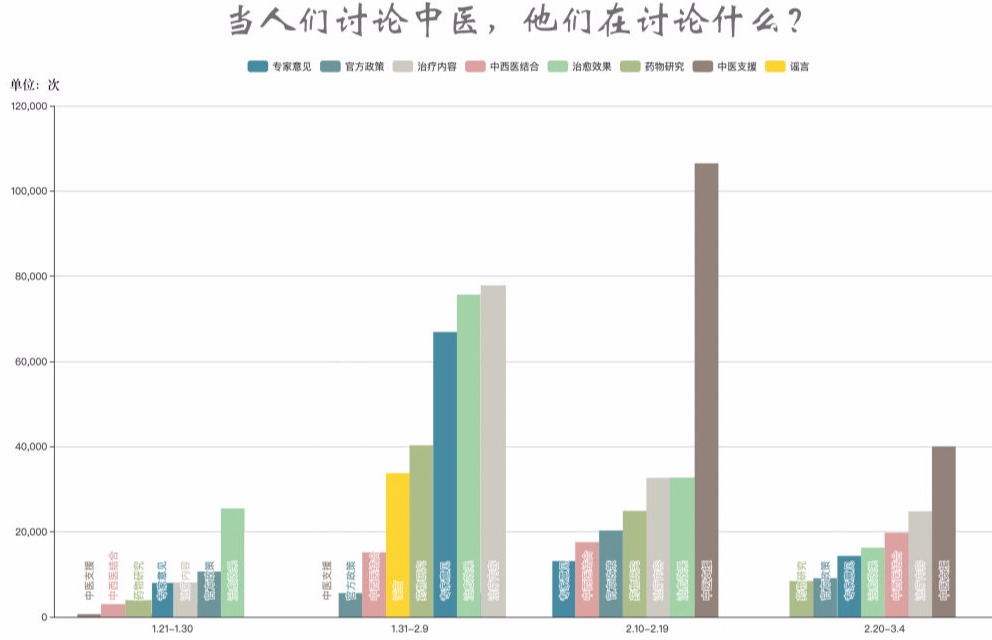 当人们讨论中医，他们在讨论什么？
专家意见 官方政策 治疗内容 中西医结合 治愈效果 药物研究 中医支援 谣言
单位：次
120,000
100,000
80,000
60,000
40,000
20,000
0
中医支援 中西医结合 药物研究 专家意见 治疗内容 官方政策 治愈效果
中医支援 官方政策 中西医结合 谣言 药物研究 专家意见 治愈效果 治疗内容
专家意见 中西医结合 官方政策 药物研究 治疗内容 治愈效果 中医支援
药物研究 官方政策 专家意见 治愈效果 中西医结合 治疗内容 中医支援
1.21–1.30 1.31–2.9 2.10–2.19 2.20–3.4